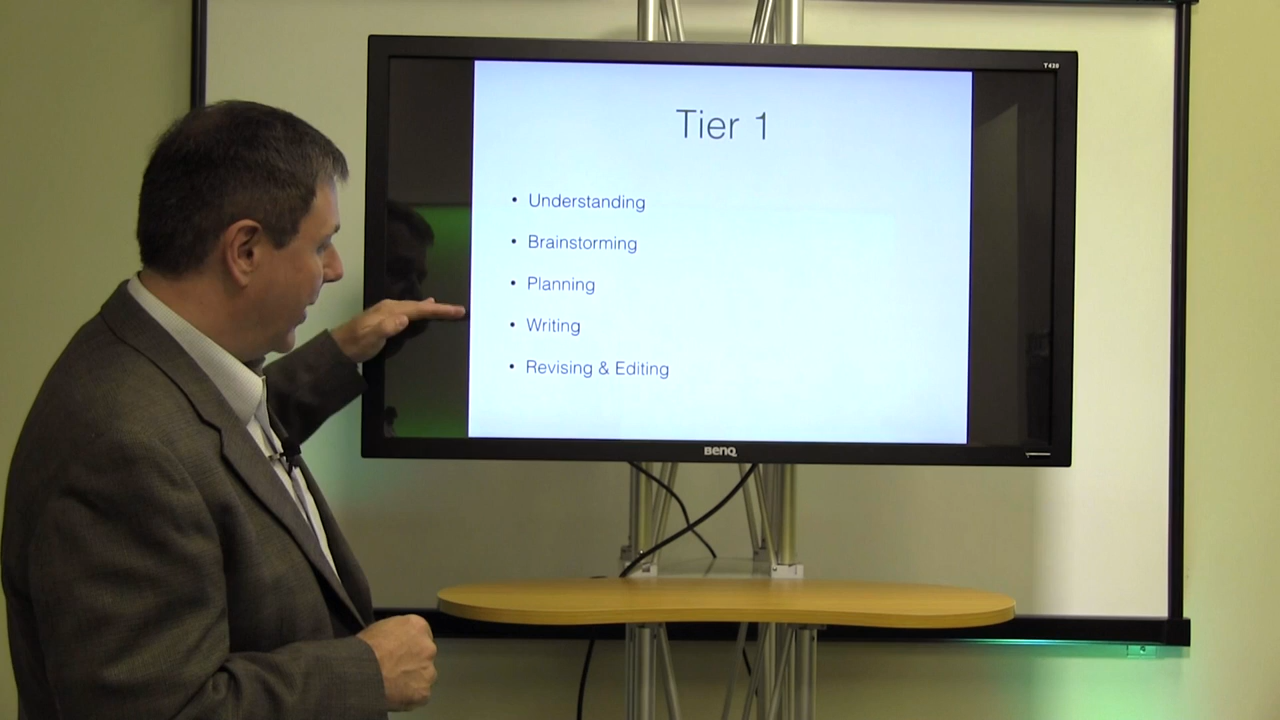 T420
Tier 1
• Understanding
• Brainstorming
• Planning
• Writing
• Revising & Editing
BenQ